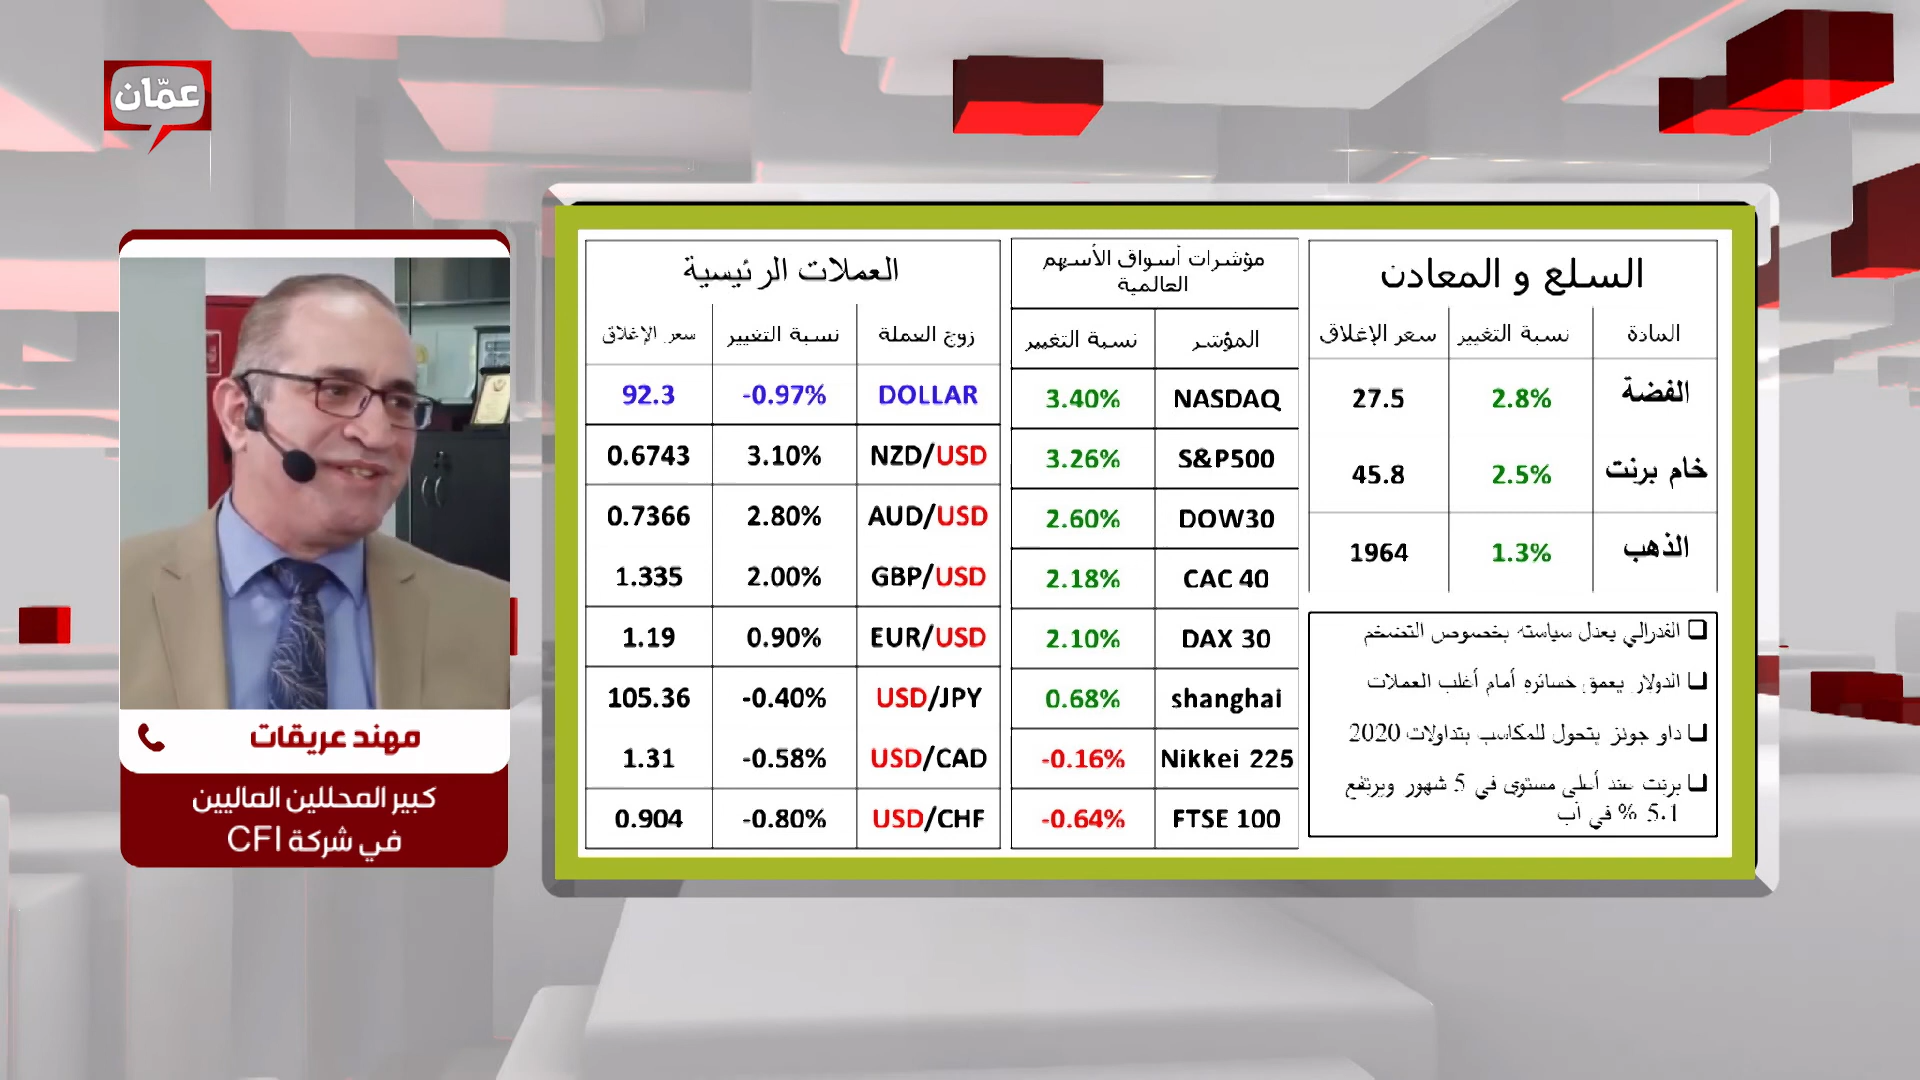 عمّان
مهند عريقات
كبير المحللين الماليين
في شركة CFI
السلع و المعادن
المادة نسبة التغيير سعر الإغلاق
الفضة 2.8% 27.5
خام برنت 2.5% 45.8
الذهب 1.3% 1964
الفدرالي يعدل سياسته بخصوص التضخم
الدولار يعمق خسائره أمام أغلب العملات
داو جونز يتحول للمكاسب بتداولات 2020
برنت عند أعلى مستوى في 5 شهور ويرتفع
5.1 % في آب
مؤشرات أسواق الأسهم
العالمية
المؤشر نسبة التغيير
NASDAQ 3.40%
S&P500 3.26%
DOW30 2.60%
CAC 40 2.18%
DAX 30 2.10%
shanghai 0.68%
Nikkei 225 -0.16%
FTSE 100 -0.64%
العملات الرئيسية
زوج العملة نسبة التغيير سعر الإغلاق
DOLLAR -0.97% 92.3
NZD/USD 3.10% 0.6743
AUD/USD 2.80% 0.7366
GBP/USD 2.00% 1.335
EUR/USD 0.90% 1.19
USD/JPY -0.40% 105.36
USD/CAD -0.58% 1.31
USD/CHF -0.80% 0.904